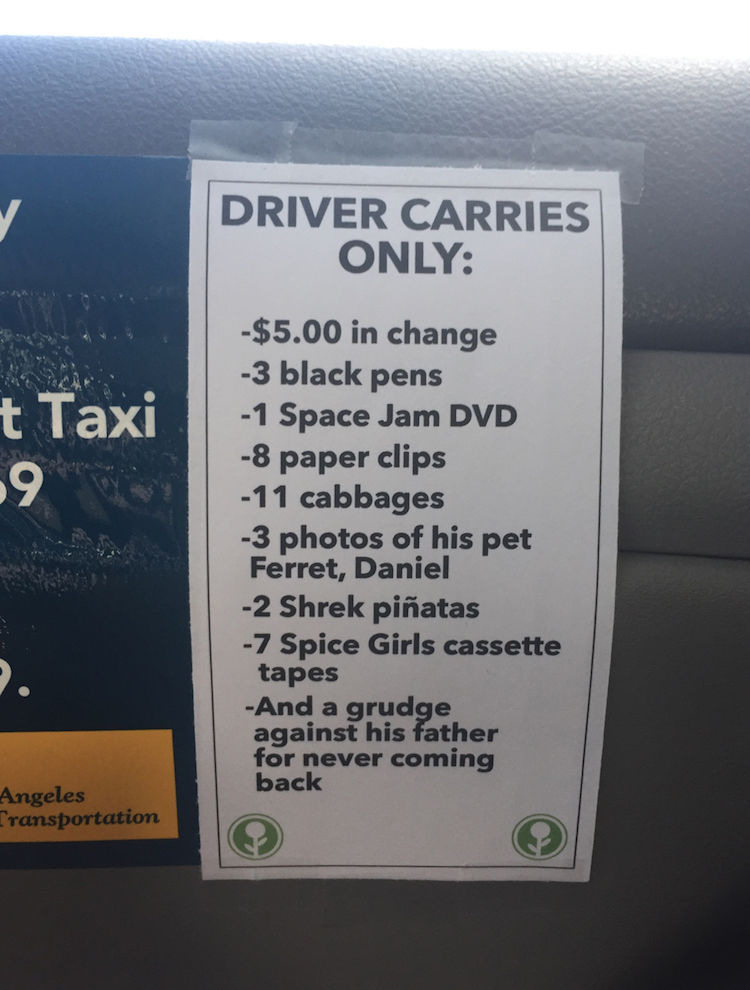 y
t Taxi
9
9.
Angeles
Transportation
DRIVER CARRIES
ONLY:
-$5.00 in change
-3 black pens
-1 Space Jam DVD
-8 paper clips
-11 cabbages
-3 photos of his pet
Ferret, Daniel
-2 Shrek piñatas
-7 Spice Girls cassette
tapes
-And a grudge
against his father
for never coming
back